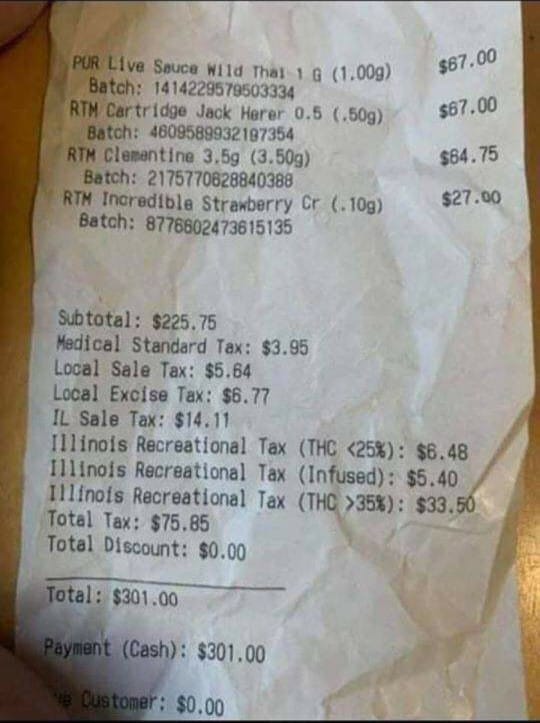 PUR Live Sauce Wild Thai 1 G (1.00g) $67.00
Batch: 1414229579503334
RTM Cartridge Jack Herer 0.5 (.50g) $67.00
Batch: 4609589932197354
RTM Clementine 3.5g (3.50g) $64.75
Batch: 2175770628840388
RTM Incredible Strawberry Cr (.10g) $27.00
Batch: 8776602473615135
Subtotal: $225.75
Medical Standard Tax: $3.95
Local Sale Tax: $5.64
Local Excise Tax: $6.77
IL Sale Tax: $14.11
Illinois Recreational Tax (THC <25%): $6.48
Illinois Recreational Tax (Infused): $5.40
Illinois Recreational Tax (THC >35%): $33.50
Total Tax: $75.85
Total Discount: $0.00
Total: $301.00
Payment (Cash): $301.00
Customer: $0.00